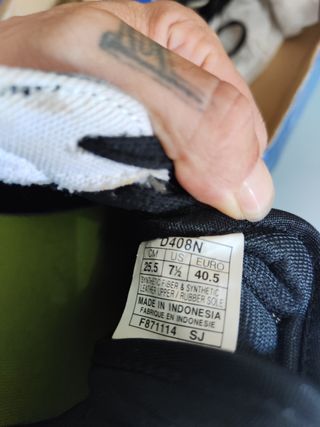 D408N
CM US EURO
25,5 7½ 40.5
SYNTHETIC FIBER & SYNTHETIC
LEATHER UPPER / RUBBER SOLE
MADE IN INDONESIA
FABRIQUE EN INDONESIE
F871114 SJ